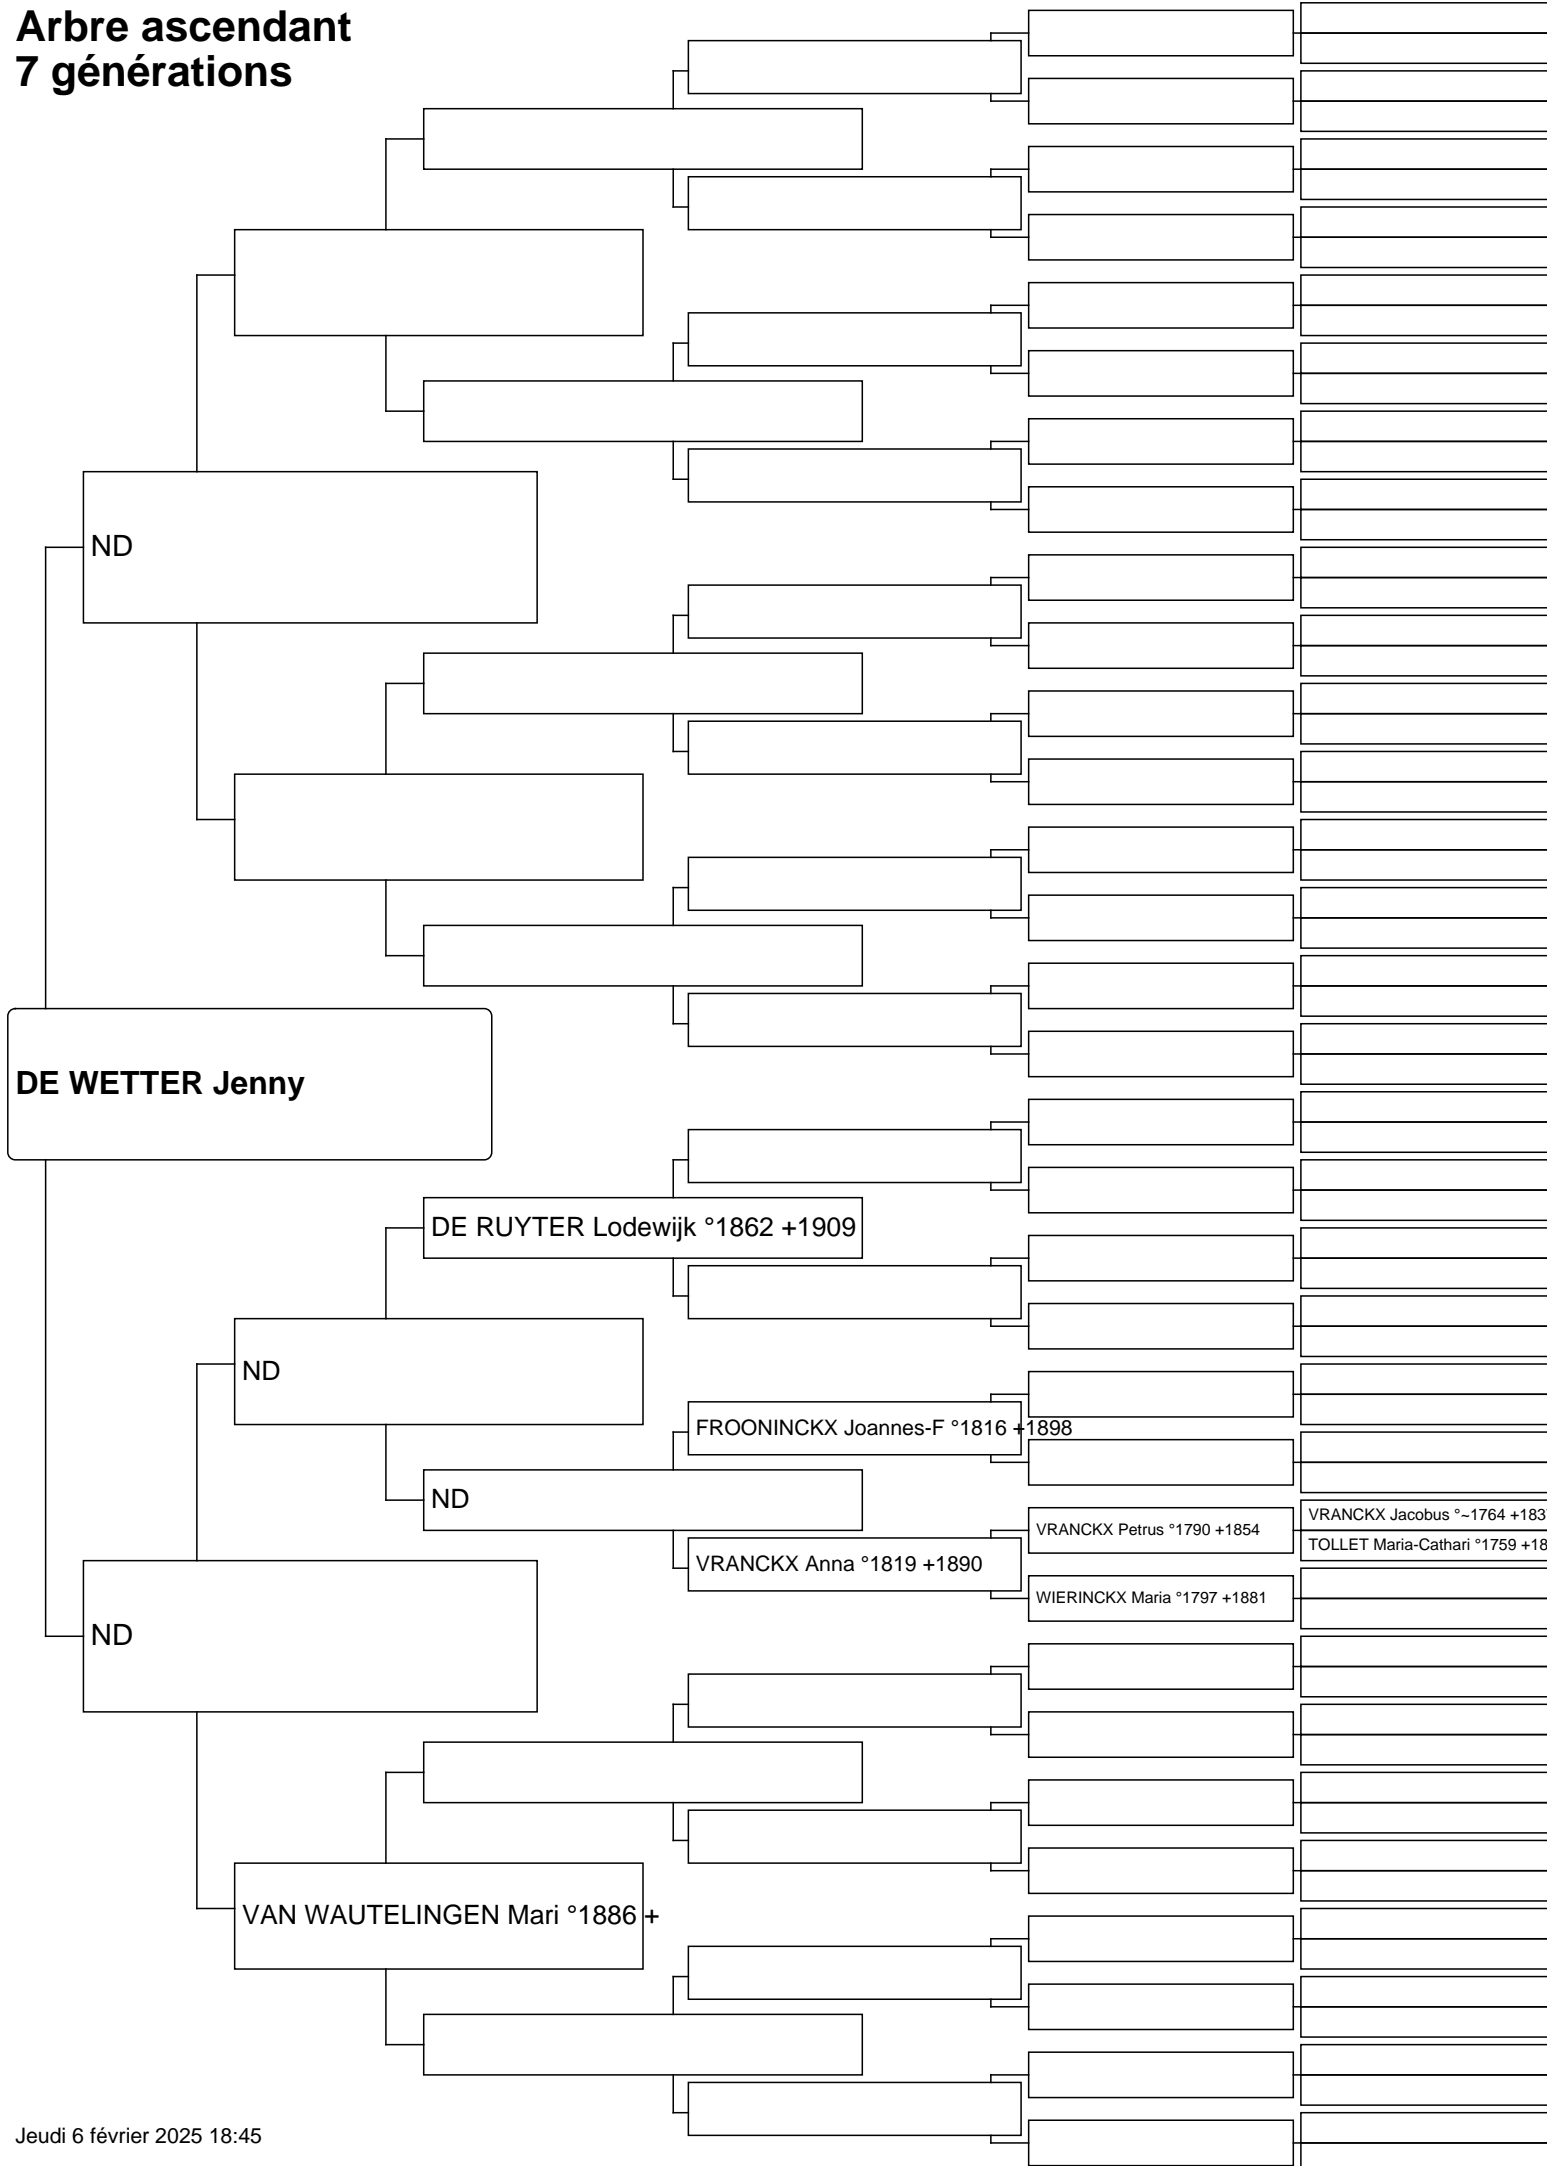 Arbre ascendant
7 générations
ND
DE WETTER Jenny
DE RUYTER Lodewijk °1862 +1909
ND
FROONINCKX Joannes-F °1816 +1898
ND
VRANCKX Jacobus °~1764 +183
VRANCKX Petrus °1790 +1854
TOLLET Maria-Cathari °1759 +18
VRANCKX Anna °1819 +1890
WIERINCKX Maria °1797 +1881
ND
VAN WAUTELINGEN Mari °1886 +
Jeudi 6 février 2025 18:45